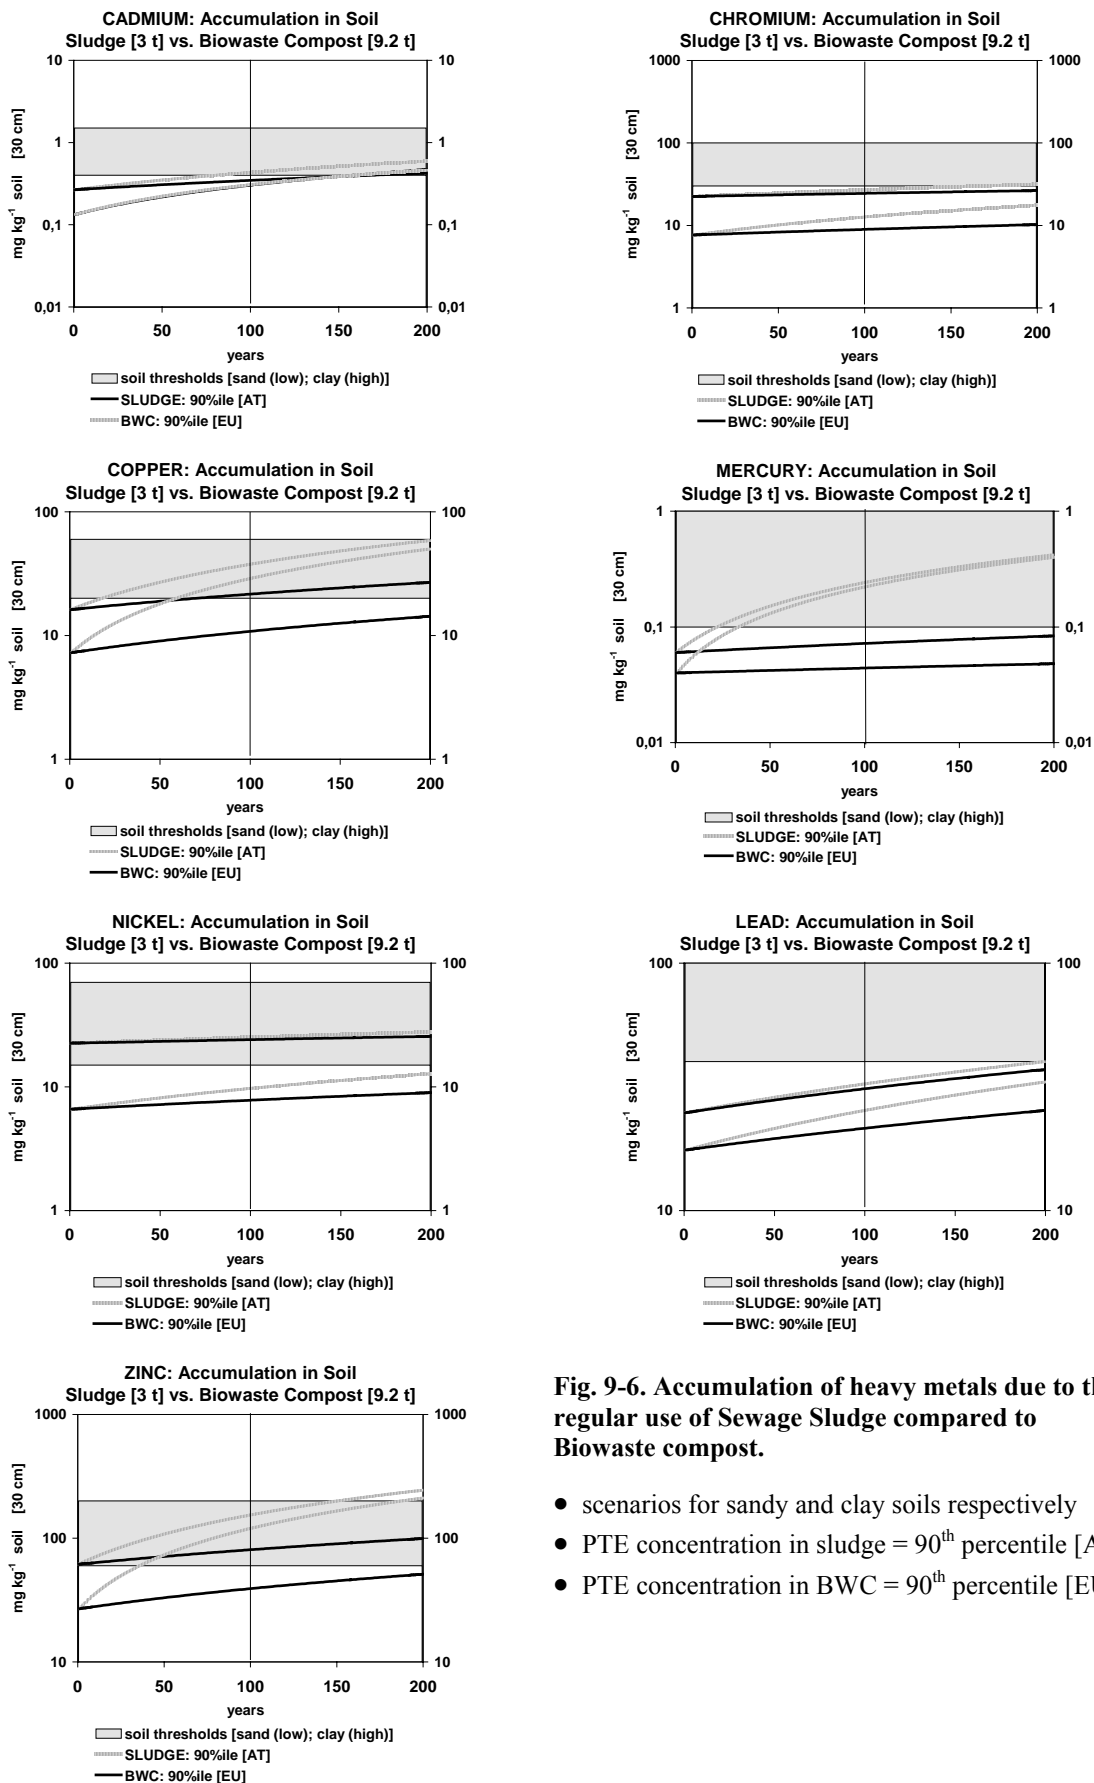 CADMIUM: Accumulation in Soil
Sludge [3 t] vs. Biowaste Compost [9.2 t]
10
1
0,1
0,01
10
1
0,1
0,01
mg kg-1 soil [30 cm]
0 50 100 150 200
years
soil thresholds [sand (low); clay (high)]
SLUDGE: 90%ile [AT]
BWC: 90%ile [EU]
CHROMIUM: Accumulation in Soil
Sludge [3 t] vs. Biowaste Compost [9.2 t]
1000
100
10
1
1000
100
10
1
mg kg-1 soil [30 cm]
0 50 100 150 200
years
soil thresholds [sand (low); clay (high)]
SLUDGE: 90%ile [AT]
BWC: 90%ile [EU]
COPPER: Accumulation in Soil
Sludge [3 t] vs. Biowaste Compost [9.2 t]
100
10
1
100
10
1
mg kg-1 soil [30 cm]
0 50 100 150 200
years
soil thresholds [sand (low); clay (high)]
SLUDGE: 90%ile [AT]
BWC: 90%ile [EU]
MERCURY: Accumulation in Soil
Sludge [3 t] vs. Biowaste Compost [9.2 t]
1
0,1
0,01
1
0,1
0,01
mg kg-1 soil [30 cm]
0 50 100 150 200
years
soil thresholds [sand (low); clay (high)]
SLUDGE: 90%ile [AT]
BWC: 90%ile [EU]
NICKEL: Accumulation in Soil
Sludge [3 t] vs. Biowaste Compost [9.2 t]
100
10
1
100
10
1
mg kg-1 soil [30 cm]
0 50 100 150 200
years
soil thresholds [sand (low); clay (high)]
SLUDGE: 90%ile [AT]
BWC: 90%ile [EU]
LEAD: Accumulation in Soil
Sludge [3 t] vs. Biowaste Compost [9.2 t]
100
10
100
10
mg kg-1 soil [30 cm]
0 50 100 150 200
years
soil thresholds [sand (low); clay (high)]
SLUDGE: 90%ile [AT]
BWC: 90%ile [EU]
ZINC: Accumulation in Soil
Sludge [3 t] vs. Biowaste Compost [9.2 t]
1000
100
10
1000
100
10
mg kg-1 soil [30 cm]
0 50 100 150 200
years
soil thresholds [sand (low); clay (high)]
SLUDGE: 90%ile [AT]
BWC: 90%ile [EU]
Fig. 9-6. Accumulation of heavy metals due to
regular use of Sewage Sludge compared to
Biowaste compost.
• scenarios for sandy and clay soils respectively
• PTE concentration in sludge = 90th percentile
• PTE concentration in BWC = 90th percentile